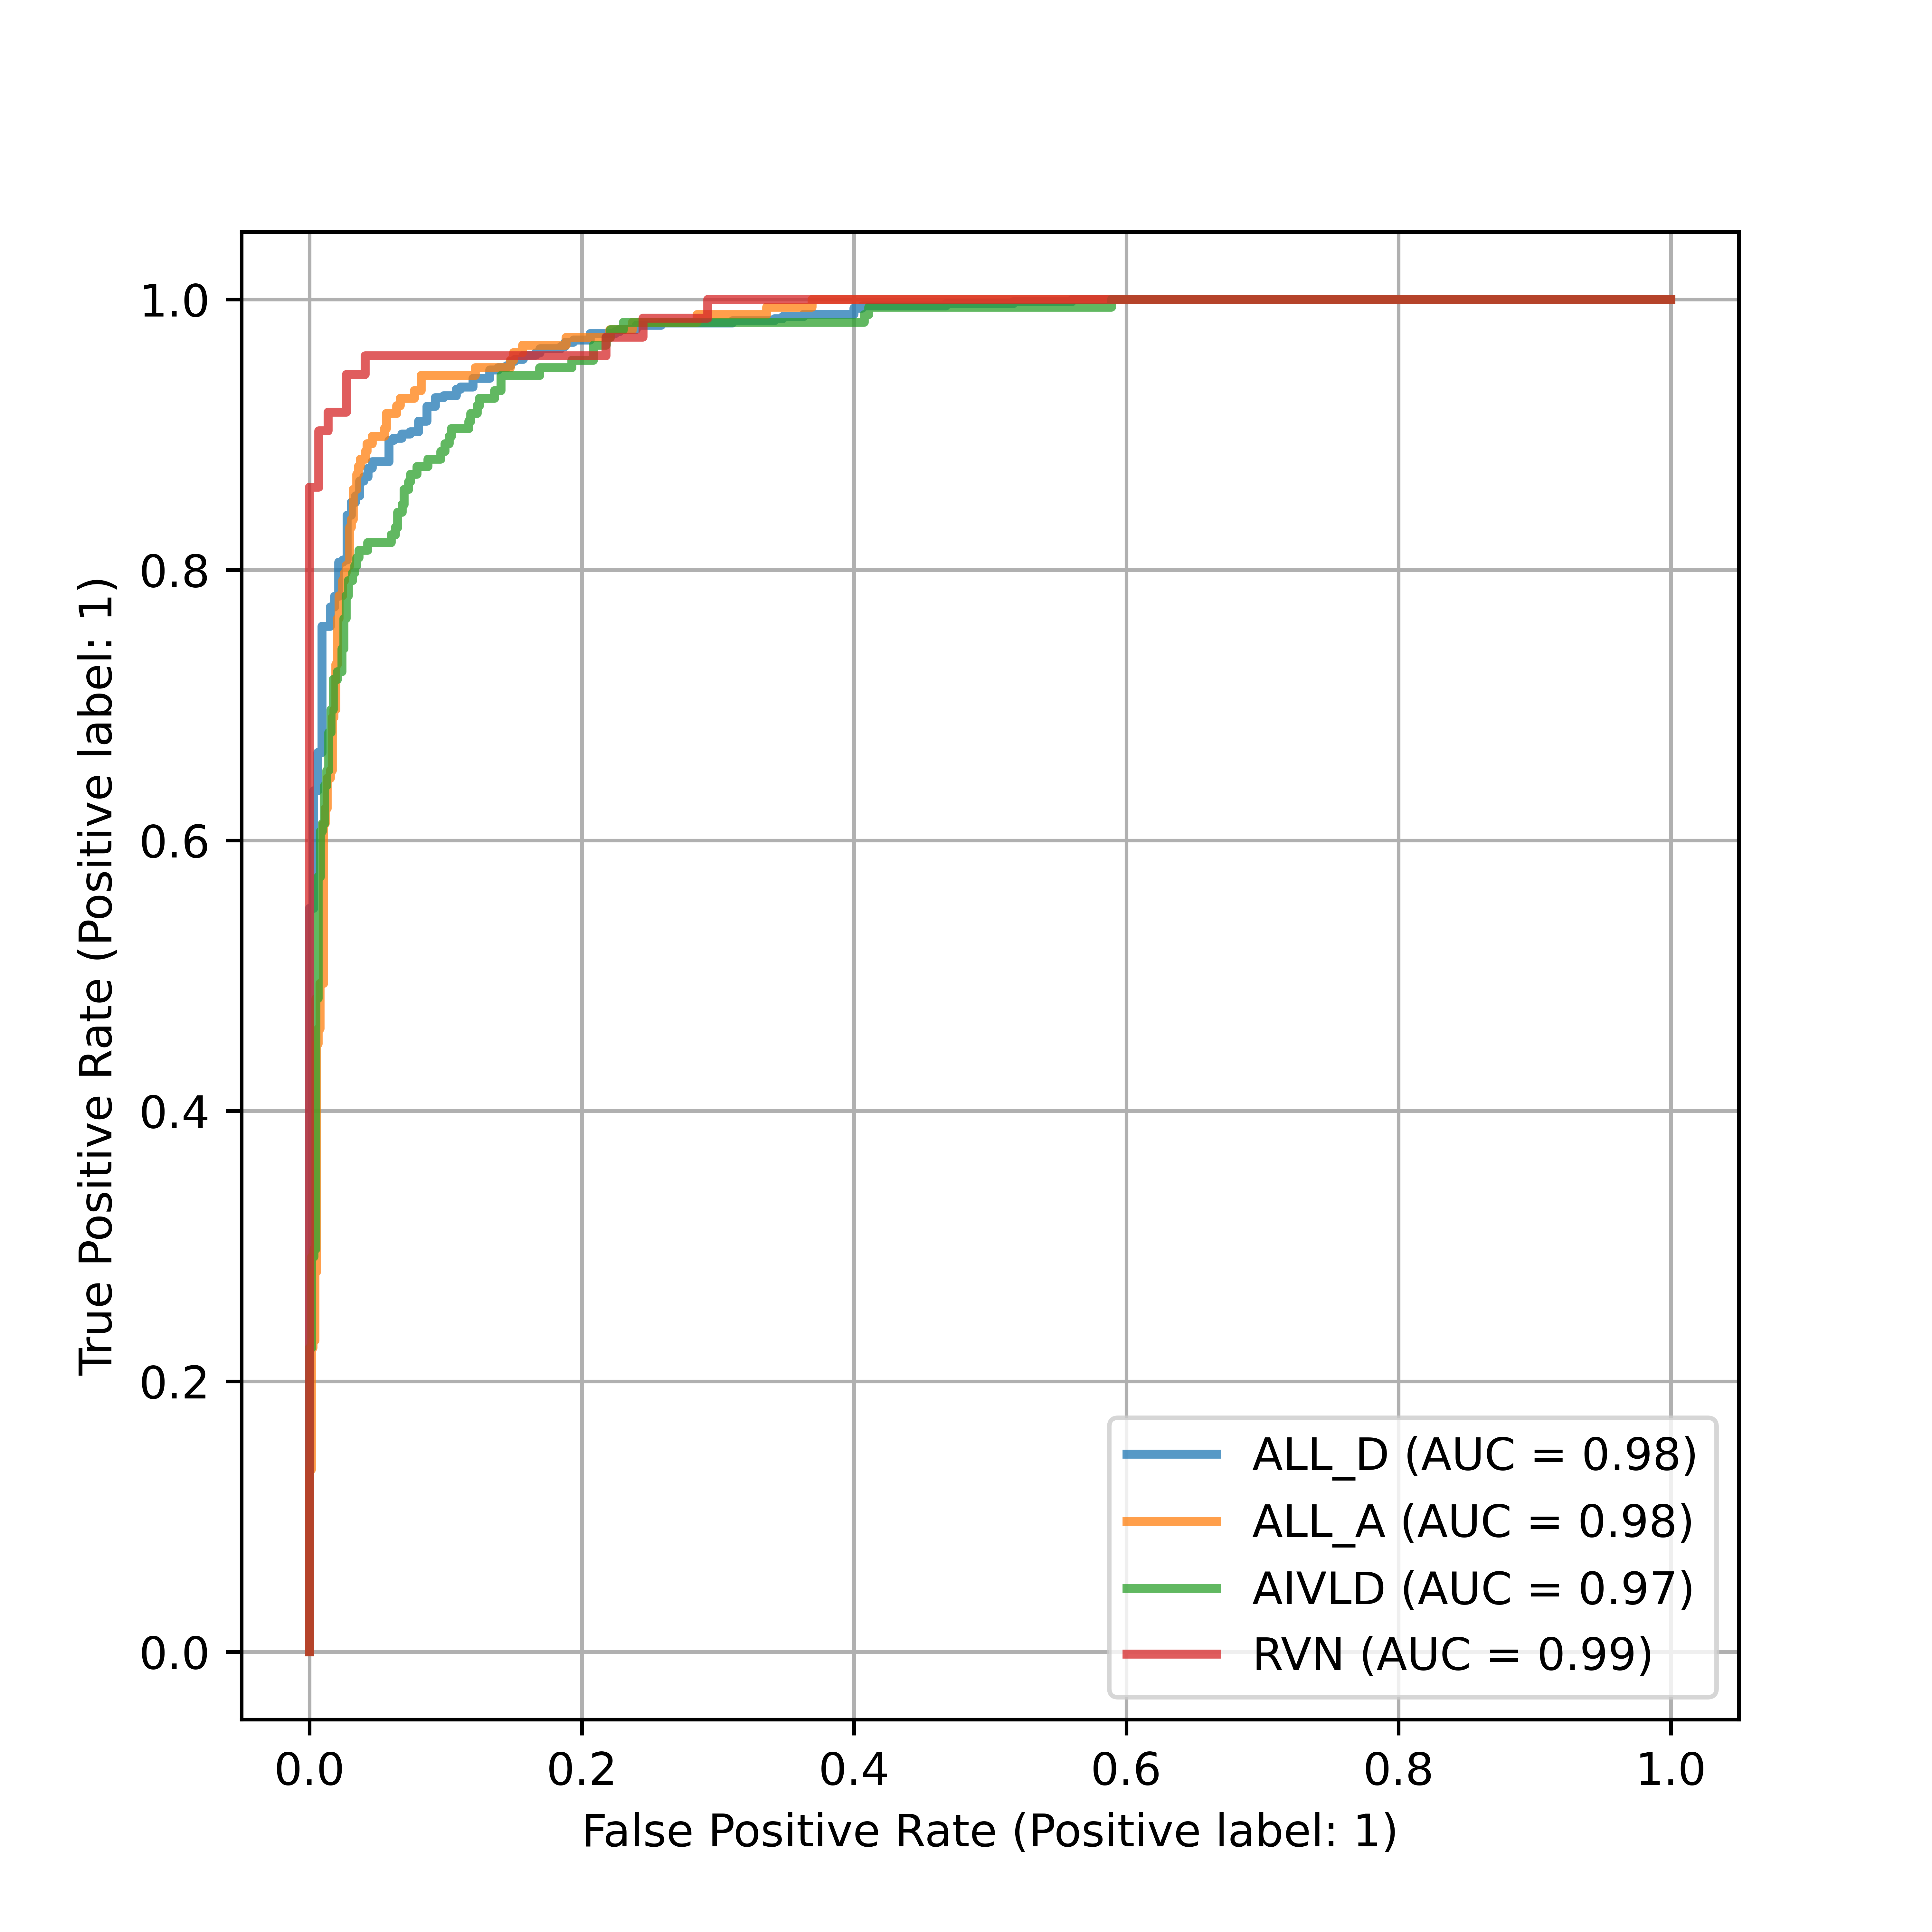 1.0
0.8
0.6
0.4
0.2
0.0
True Positive Rate (Positive label: 1)
ALL_D (AUC = 0.98)
ALL_A (AUC = 0.98)
AIVLD (AUC = 0.97)
RVN (AUC = 0.99)
0.0 0.2 0.4 0.6 0.8 1.0
False Positive Rate (Positive label: 1)